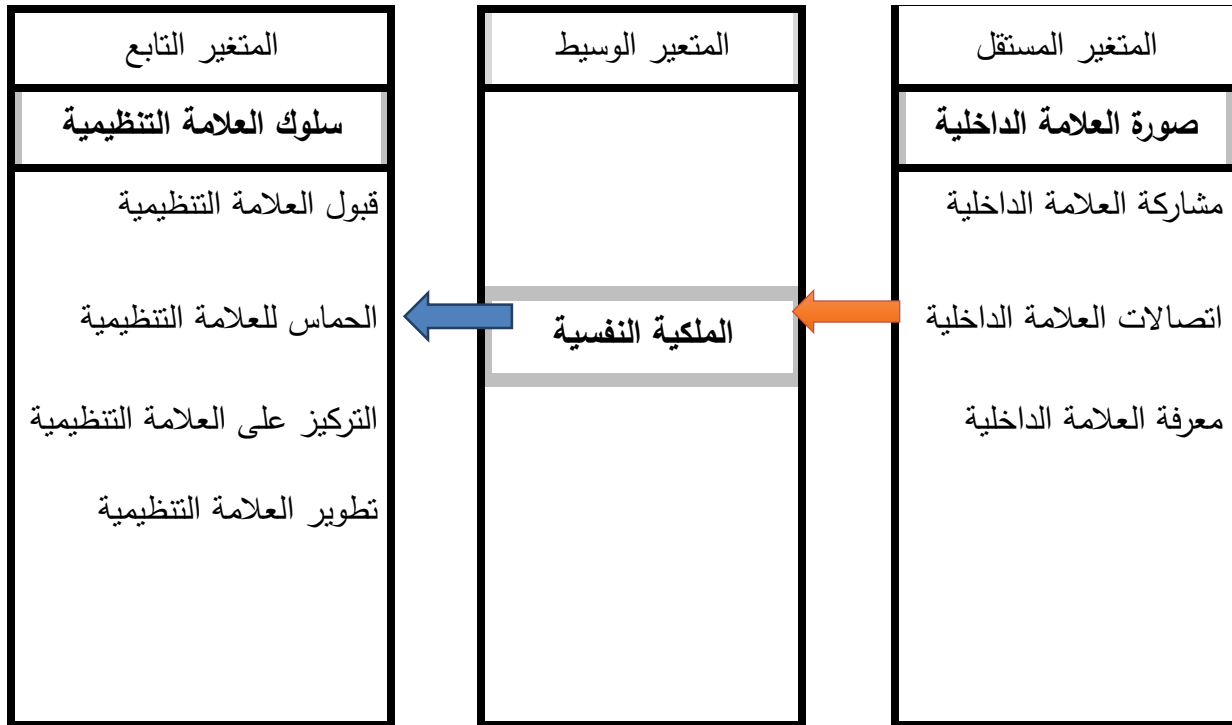 المتغير المستقل
صورة العلامة الداخلية
مشاركة العلامة الداخلية
اتصالات العلامة الداخلية
معرفة العلامة الداخلية
المتعير الوسيط
الملكية النفسية
المتغير التابع
سلوك العلامة التنظيمية
قبول العلامة التنظيمية
الحماس للعلامة التنظيمية
التركيز على العلامة التنظيمية
تطوير العلامة التنظيمية